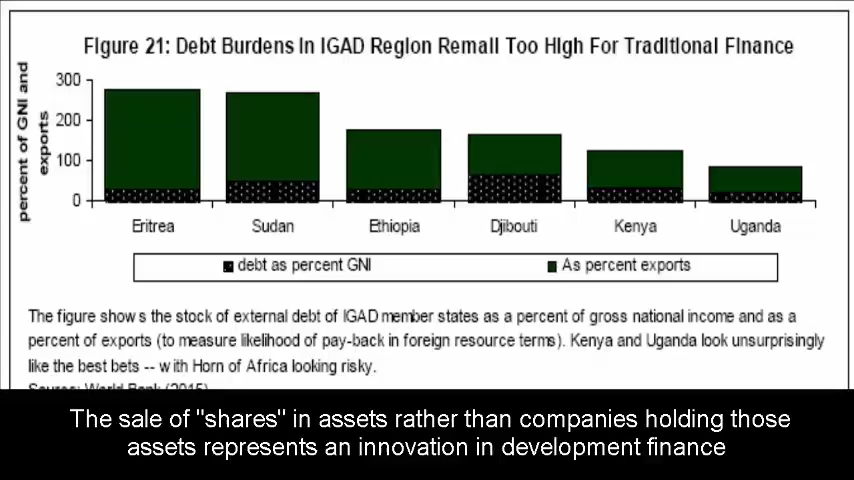 Figure 21: Debt Burdens in IGAD Region Remall Too High For Traditional Finance
percent of GNI and
exports
300
200
100
0
Eritrea Sudan Ethiopia Djibouti Kenya Uganda
debt as percent GNI As percent exports
The figure shows the stock of external debt of IGAD member states as a percent of gross national income and as a
percent of exports (to measure likelihood of pay-back in foreign resource terms). Kenya and Uganda look unsurprisingly
like the best bets -- with Horn of Africa looking risky.
Source: World Bank (2015)
The sale of "shares" in assets rather than companies holding those
assets represents an innovation in development finance